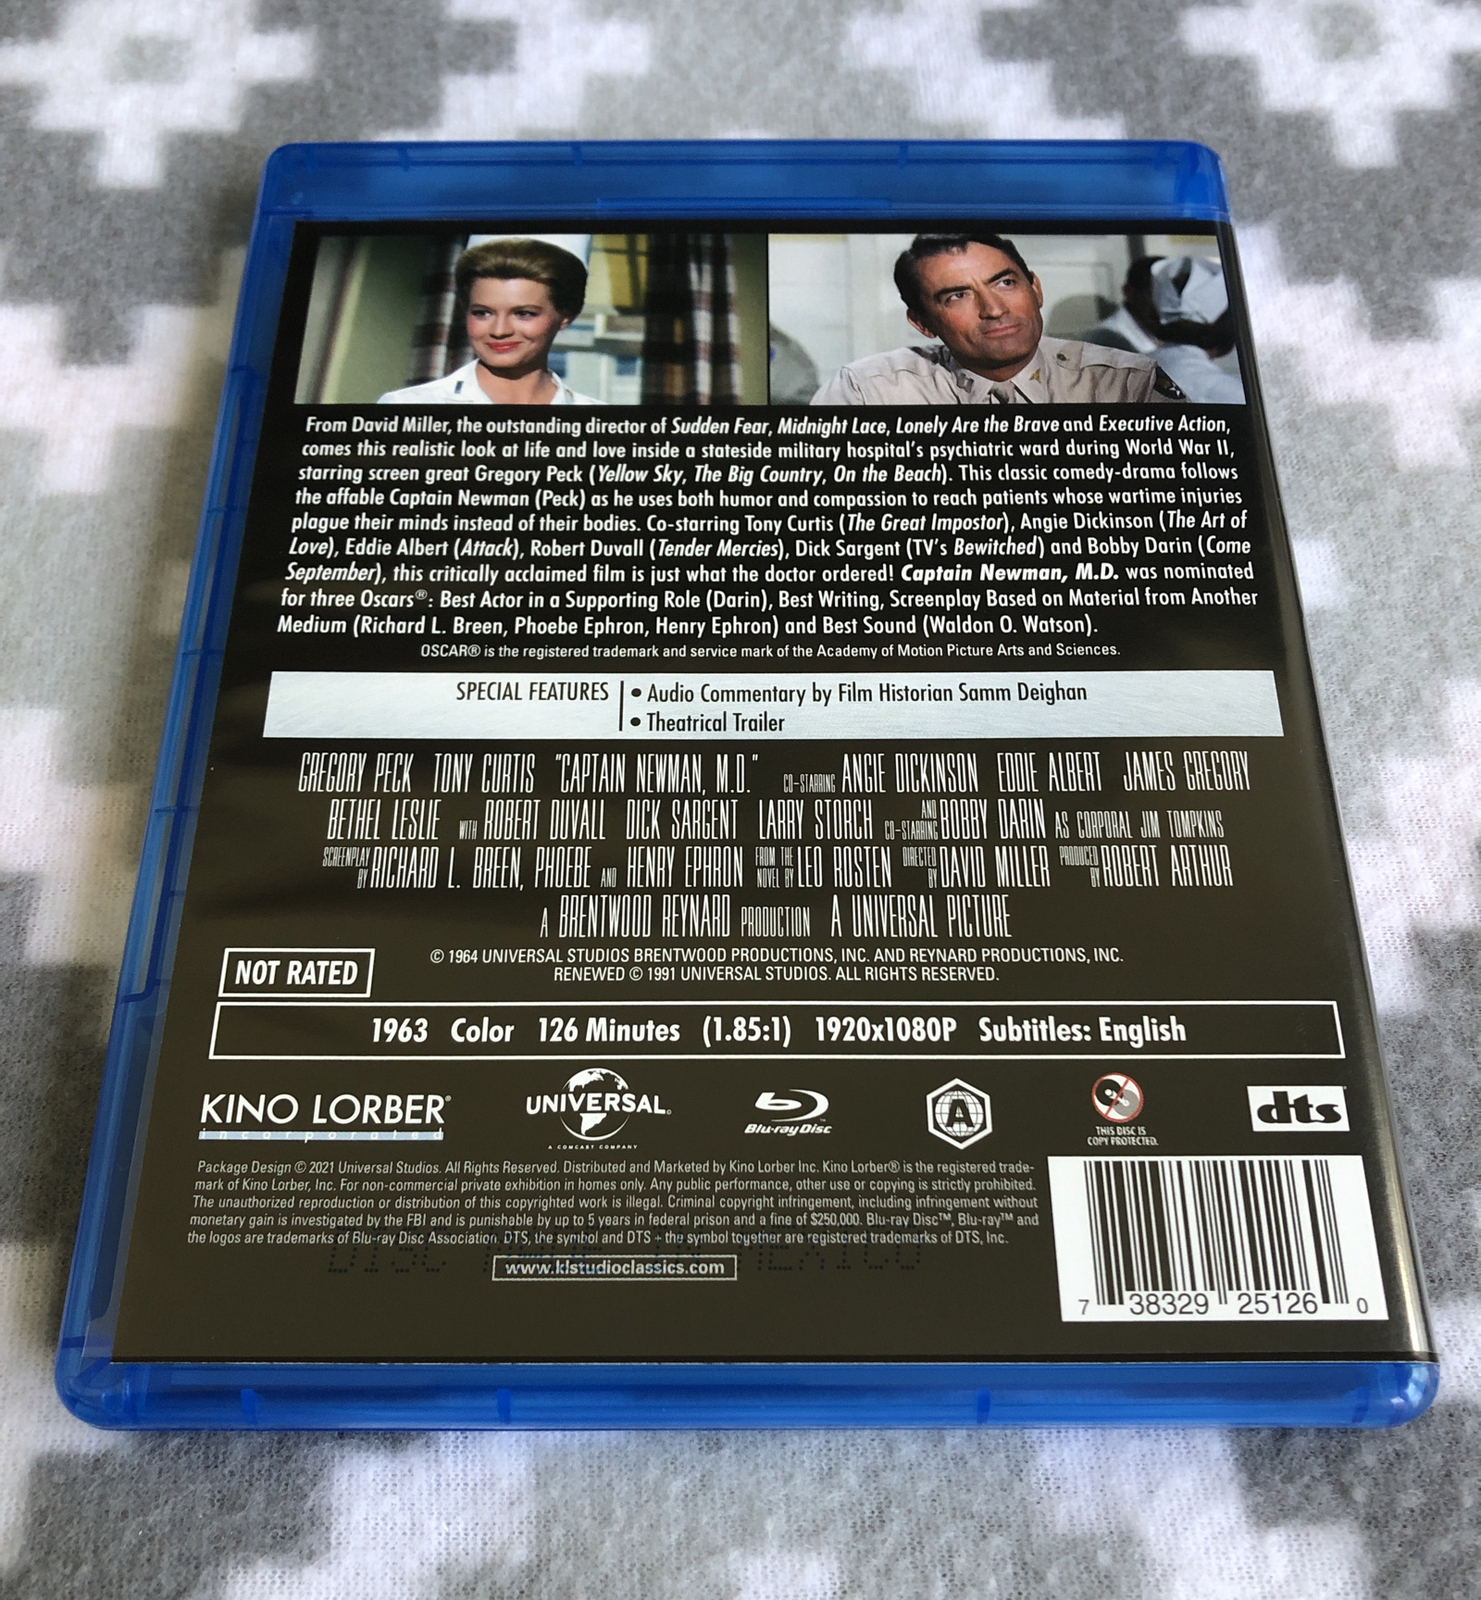 From David Miller, the outstanding director of Sudden Fear, Midnight Lace, Lonely Are the Brave and Executive Action,
comes this realistic look at life and love inside a stateside military hospital's psychiatric ward during World War II,
starring screen great Gregory Peck (Yellow Sky, The Big Country, On the Beach). This classic comedy-drama follows
the affable Captain Newman (Peck) as he uses both humor and compassion to reach patients whose wartime injuries
plague their minds instead of their bodies. Co-starring Tony Curtis (The Great Impostor), Angie Dickinson (The Art of
Love), Eddie Albert (Attack), Robert Duvall (Tender Mercies), Dick Sargent (TV's Bewitched) and Bobby Darin (Come
September), this critically acclaimed film is just what the doctor ordered! Captain Newman, M.D. was nominated
for three Oscars®: Best Actor in a Supporting Role (Darin), Best Writing, Screenplay Based on Material from Another
Medium (Richard L. Breen, Phoebe Ephron, Henry Ephron) and Best Sound (Waldon O. Watson).
OSCAR® is the registered trademark and service mark of the Academy of Motion Picture Arts and Sciences.
SPECIAL FEATURES • Audio Commentary by Film Historian Samm Deighan
• Theatrical Trailer
GREGORY PECK TONY CURTIS "CAPTAIN NEWMAN, M.D." CO-STARRING ANGIE DICKINSON EDDIE ALBERT JAMES GREGORY
BETHEL LESLIE WITH ROBERT DUVALL DICK SARGENT LARRY STORCH AND CO-STARRING BOBBY DARIN AS CORPORAL JIM TOMPKINS
SCREENPLAY BY RICHARD L. BREEN, PHOEBE AND HENRY EPHRON FROM THE NOVEL BY LEO ROSTEN DIRECTED BY DAVID MILLER PRODUCED BY ROBERT ARTHUR
A BRENTWOOD REYNARD PRODUCTION A UNIVERSAL PICTURE
© 1964 UNIVERSAL STUDIOS BRENTWOOD PRODUCTIONS, INC. AND REYNARD PRODUCTIONS, INC.
RENEWED © 1991 UNIVERSAL STUDIOS. ALL RIGHTS RESERVED.
NOT RATED
1963 Color 126 Minutes (1.85:1) 1920x1080P Subtitles: English
KINO LORBER®
incorporated
UNIVERSAL
A COMCAST COMPANY
Blu-ray Disc™
A
THIS DISC IS
COPY PROTECTED.
dts
Package Design © 2021 Universal Studios. All Rights Reserved. Distributed and Marketed by Kino Lorber Inc. Kino Lorber® is the registered trade-
mark of Kino Lorber, Inc. For non-commercial private exhibition in homes only. Any public performance, other use or copying is strictly prohibited.
The unauthorized reproduction or distribution of this copyrighted work is illegal. Criminal copyright infringement, including infringement without
monetary gain is investigated by the FBI and is punishable by up to 5 years in federal prison and a fine of $250,000. Blu-ray Disc™, Blu-ray™ and
the logos are trademarks of Blu-ray Disc Association. DTS, the symbol and DTS + the symbol together are registered trademarks of DTS, Inc.
DISC MADE IN MEXICO
www.klstudioclassics.com
7 38329 25126 0